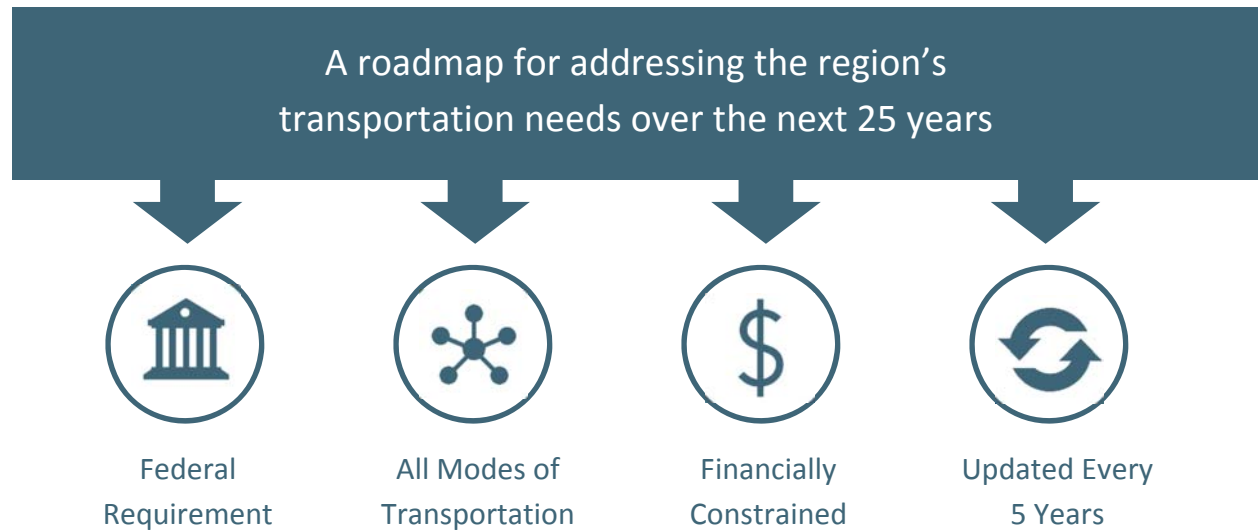 A roadmap for addressing the region’s
transportation needs over the next 25 years
Federal
Requirement
All Modes of
Transportation
Financially
Constrained
Updated Every
5 Years